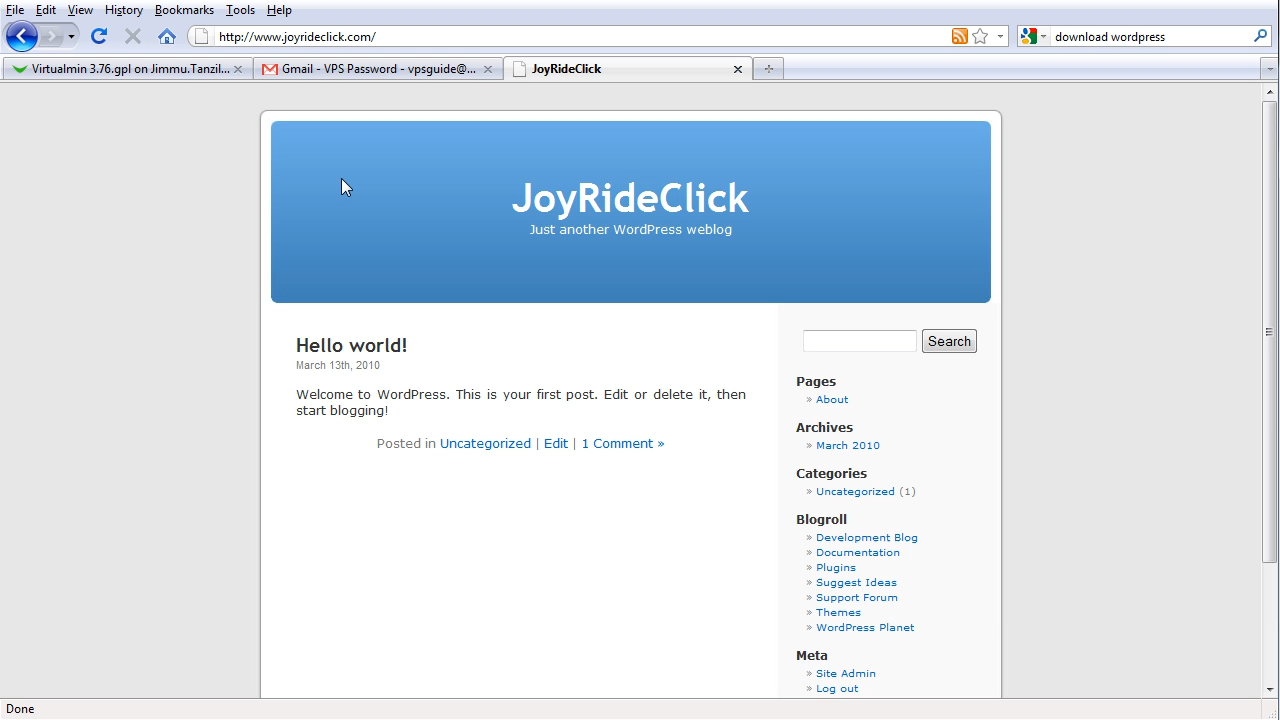 File Edit View History Bookmarks Tools Help
http://www.joyrideclick.com/
download wordpress
Virtualmin 3.76.gpl on Jimmu.Tanzil...
Gmail - VPS Password - vpsguide@...
JoyRideClick
JoyRideClick
Just another WordPress weblog
Hello world!
March 13th, 2010
Welcome to WordPress. This is your first post. Edit or delete it, then
start blogging!
Posted in Uncategorized | Edit | 1 Comment »
Search
Pages
» About
Archives
» March 2010
Categories
» Uncategorized (1)
Blogroll
» Development Blog
» Documentation
» Plugins
» Suggest Ideas
» Support Forum
» Themes
» WordPress Planet
Meta
» Site Admin
» Log out
Done